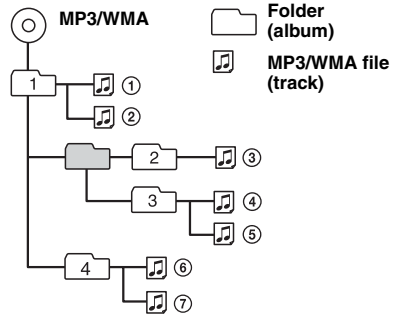 MP3/WMA
Folder
(album)
MP3/WMA file
(track)
1
①
②
2
③
3
④
⑤
4
⑥
⑦